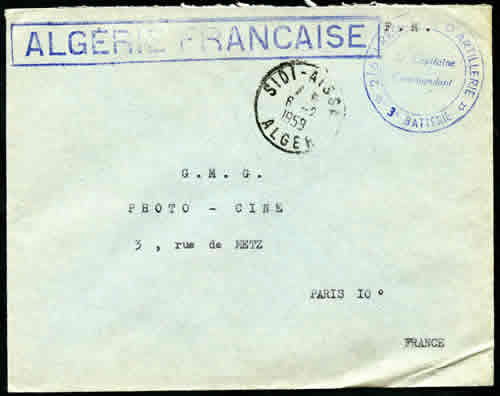 ALGÉRIE FRANCAISE
F. M.
D'ARTILLERIE
Le Capitaine
Commandant
3e BATTERIE
SIDI-AISSA
1959
ALGER
G. M. G.
PHOTO - CINE
3 , rue de METZ
PARIS IO°
FRANCE